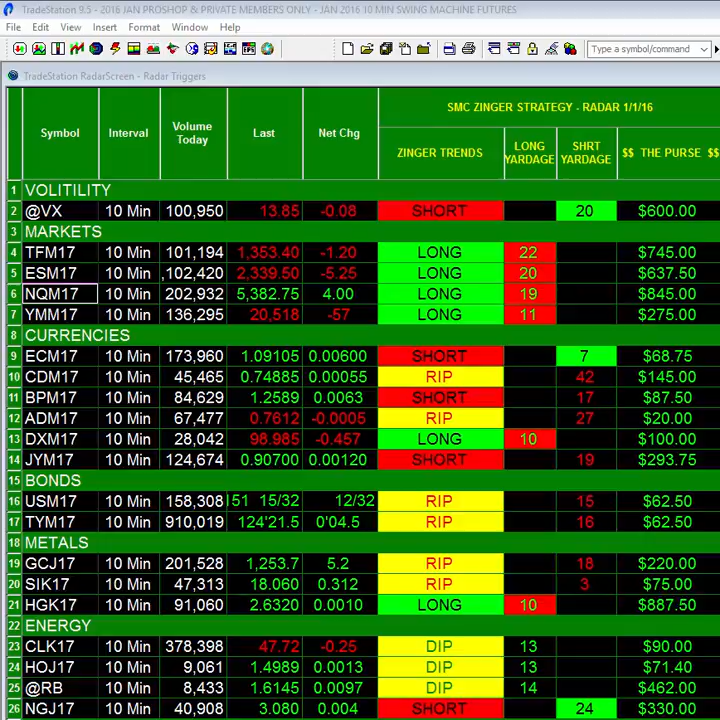 TradeStation 9.5 - 2016 JAN PROSHOP & PRIVATE MEMBERS ONLY - JAN 2016 10 MIN SWING MACHINE FUTURES
File Edit View Insert Format Window Help
Type a symbol/command
TradeStation RadarScreen - Radar Triggers
Symbol Interval Volume Today Last Net Chg SMC ZINGER STRATEGY - RADAR 1/1/16
ZINGER TRENDS LONG YARDAGE SHRT YARDAGE $$ THE PURSE $$
1 VOLITILITY
2 @VX 10 Min 100,950 13.85 -0.08 SHORT 20 $600.00
3 MARKETS
4 TFM17 10 Min 101,194 1,353.40 -1.20 LONG 22 $745.00
5 ESM17 10 Min ,102,420 2,339.50 -5.25 LONG 20 $637.50
6 NQM17 10 Min 202,932 5,382.75 4.00 LONG 19 $845.00
7 YMM17 10 Min 136,295 20,518 -57 LONG 11 $275.00
8 CURRENCIES
9 ECM17 10 Min 173,960 1.09105 0.00600 SHORT 7 $68.75
10 CDM17 10 Min 45,465 0.74885 0.00055 RIP 42 $145.00
11 BPM17 10 Min 84,629 1.2589 0.0063 SHORT 17 $87.50
12 ADM17 10 Min 67,477 0.7612 -0.0005 RIP 27 $20.00
13 DXM17 10 Min 28,042 98.985 -0.457 LONG 10 $100.00
14 JYM17 10 Min 124,674 0.90700 0.00120 SHORT 19 $293.75
15 BONDS
16 USM17 10 Min 158,308 151 15/32 12/32 RIP 15 $62.50
17 TYM17 10 Min 910,019 124'21.5 0'04.5 RIP 16 $62.50
18 METALS
19 GCJ17 10 Min 201,528 1,253.7 5.2 RIP 18 $220.00
20 SIK17 10 Min 47,313 18.060 0.312 RIP 3 $75.00
21 HGK17 10 Min 91,060 2.6320 0.0010 LONG 10 $887.50
22 ENERGY
23 CLK17 10 Min 378,398 47.72 -0.25 DIP 13 $90.00
24 HOJ17 10 Min 9,061 1.4989 0.0013 DIP 13 $71.40
25 @RB 10 Min 8,433 1.6145 0.0097 DIP 14 $462.00
26 NGJ17 10 Min 40,908 3.080 0.004 SHORT 24 $330.00